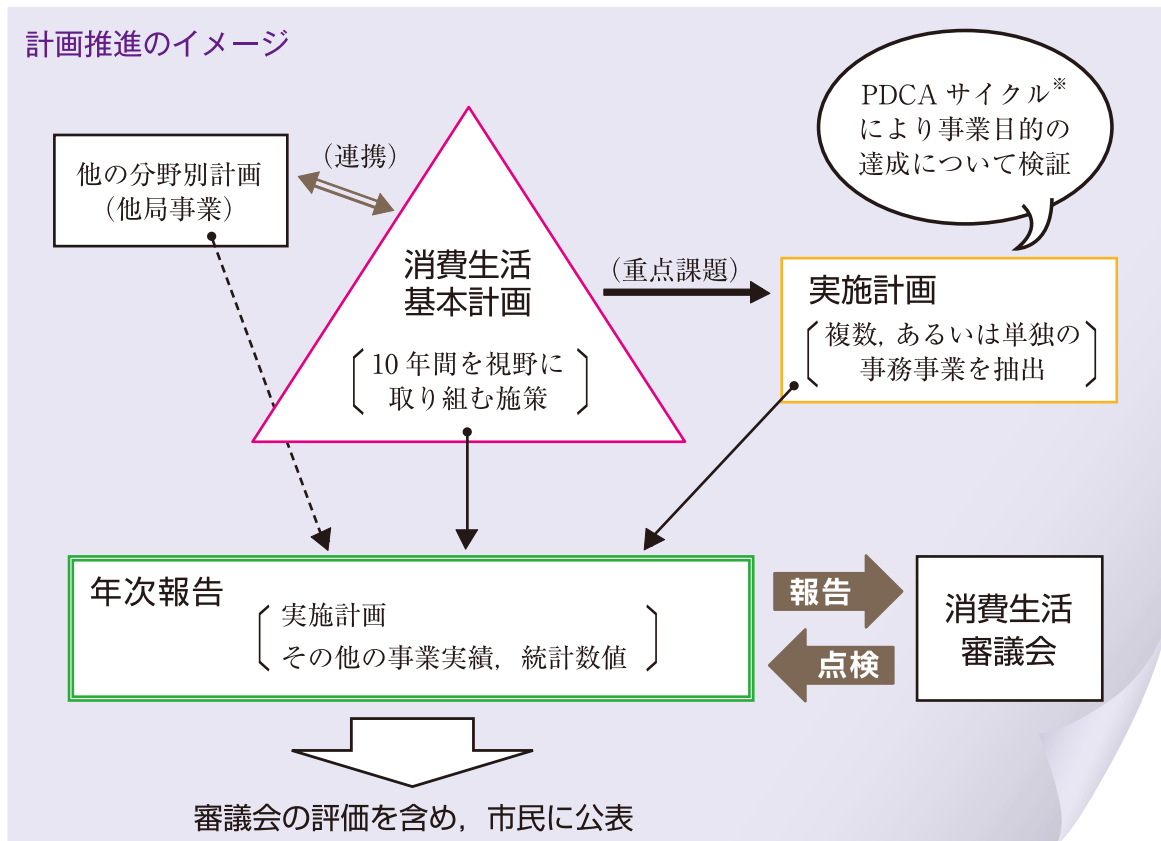 計画推進のイメージ
PDCA サイクル※
により事業目的の
達成について検証
他の分野別計画
（他局事業）
（連携）
消費生活
基本計画
10 年間を視野に
取り組む施策
（重点課題）
実施計画
複数，あるいは単独の
事務事業を抽出
年次報告
実施計画
その他の事業実績，統計数値
報告
点検
消費生活
審議会
審議会の評価を含め，市民に公表